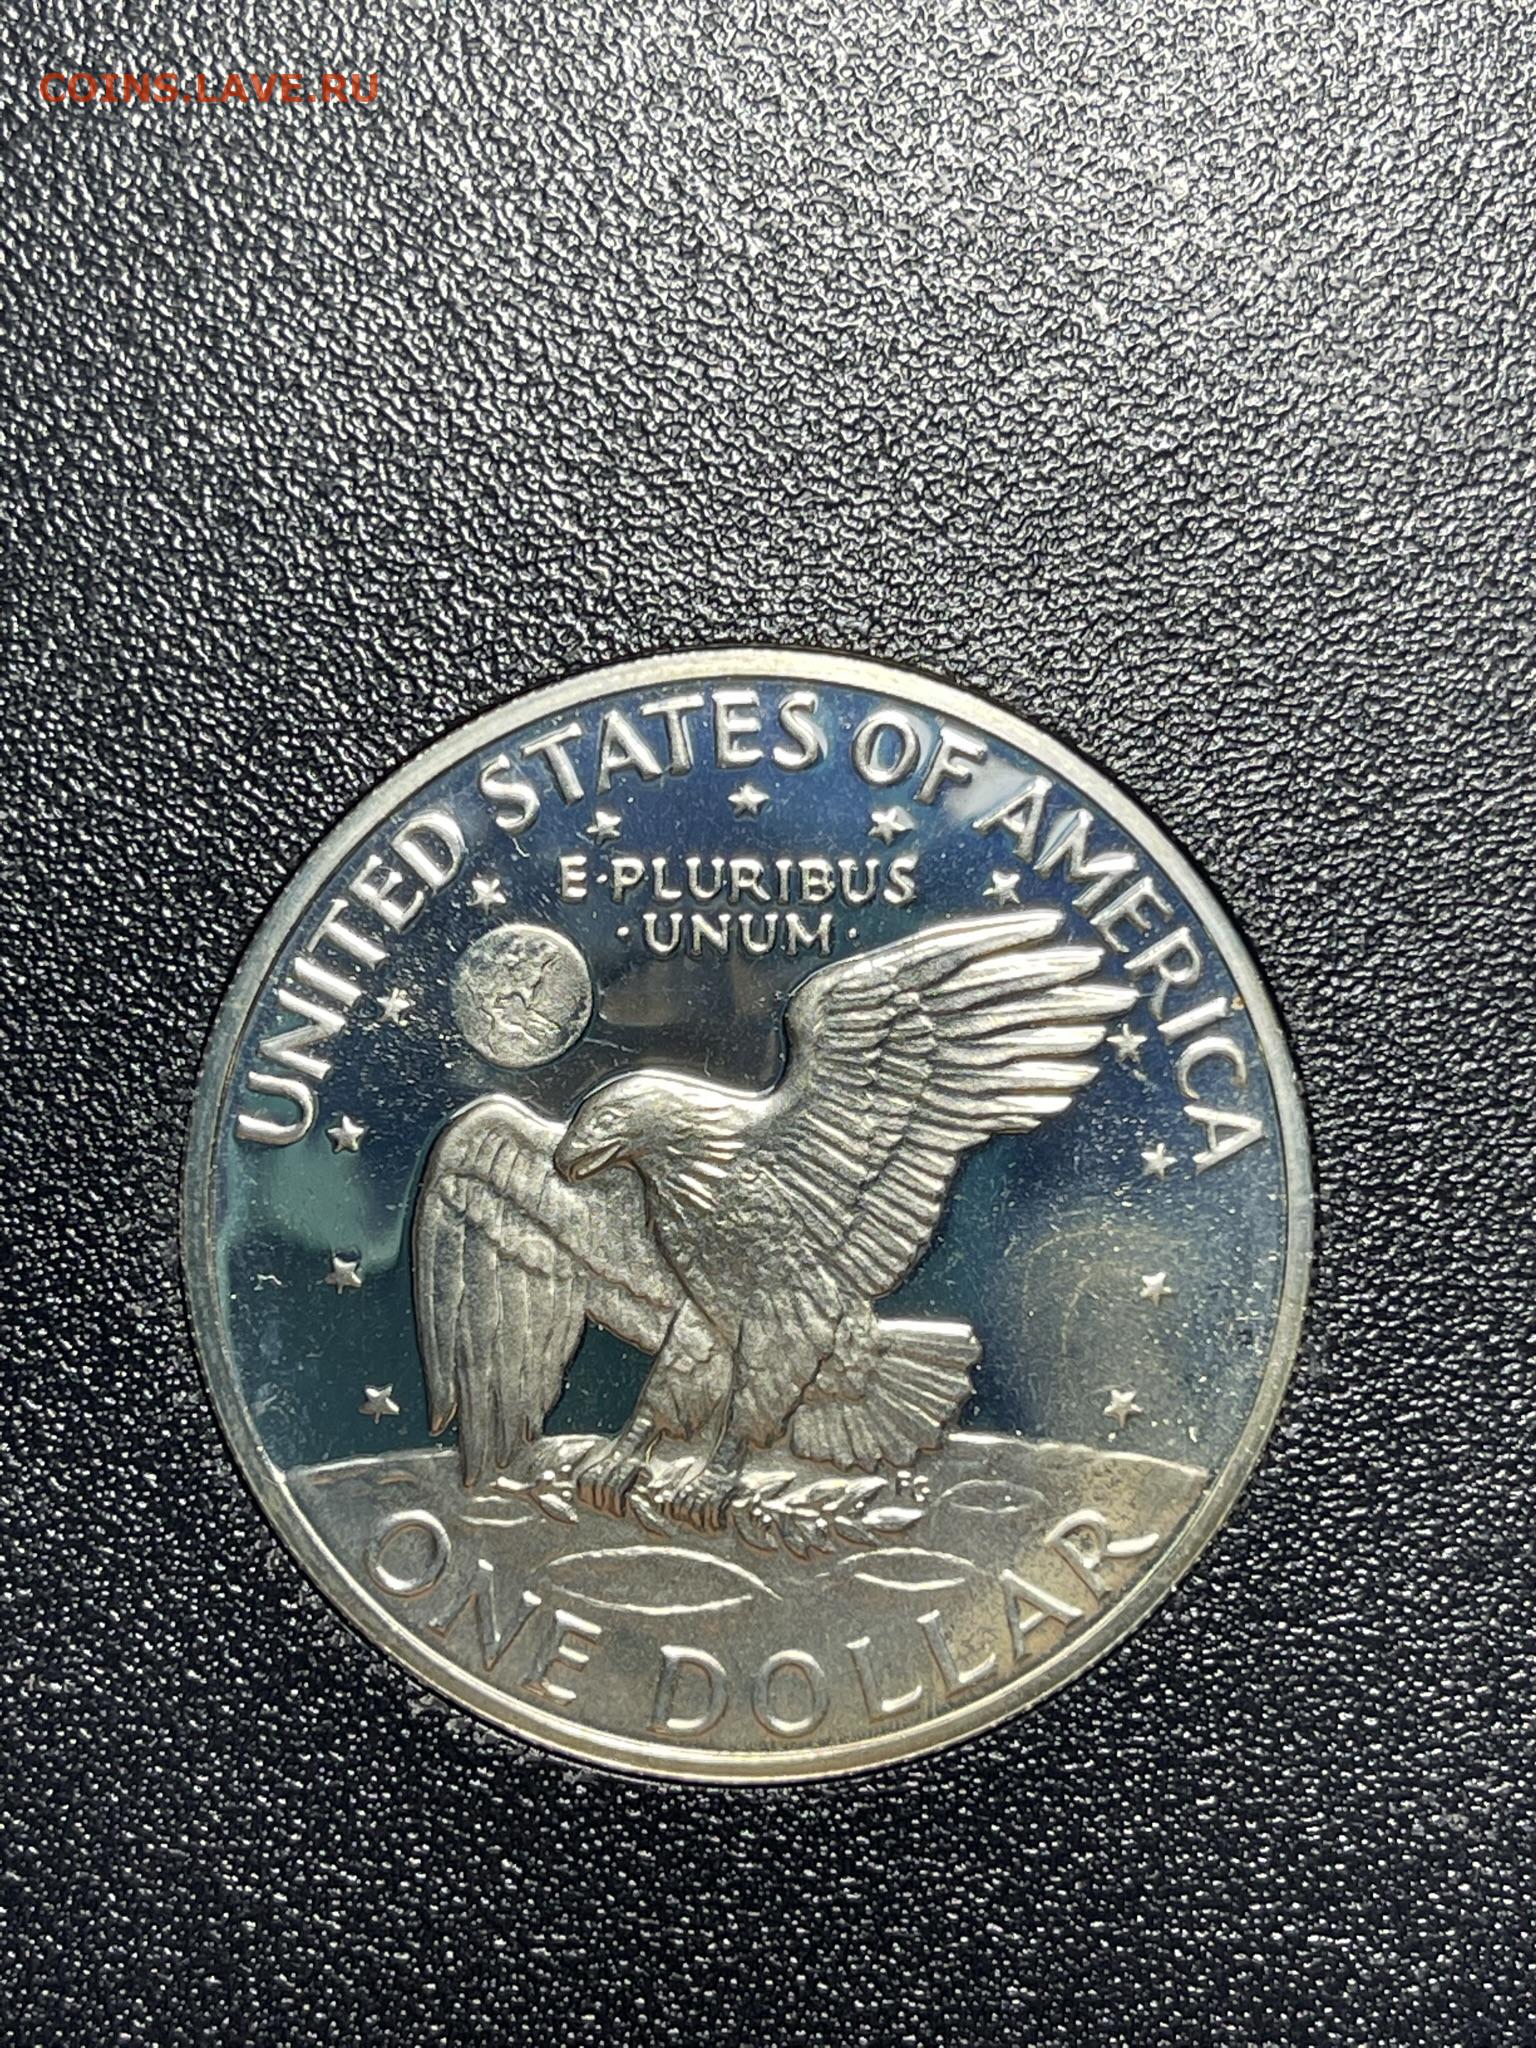 COINS.LAVE.RU
UNITED STATES OF AMERICA
E·PLURIBUS
·UNUM·
ONE DOLLAR